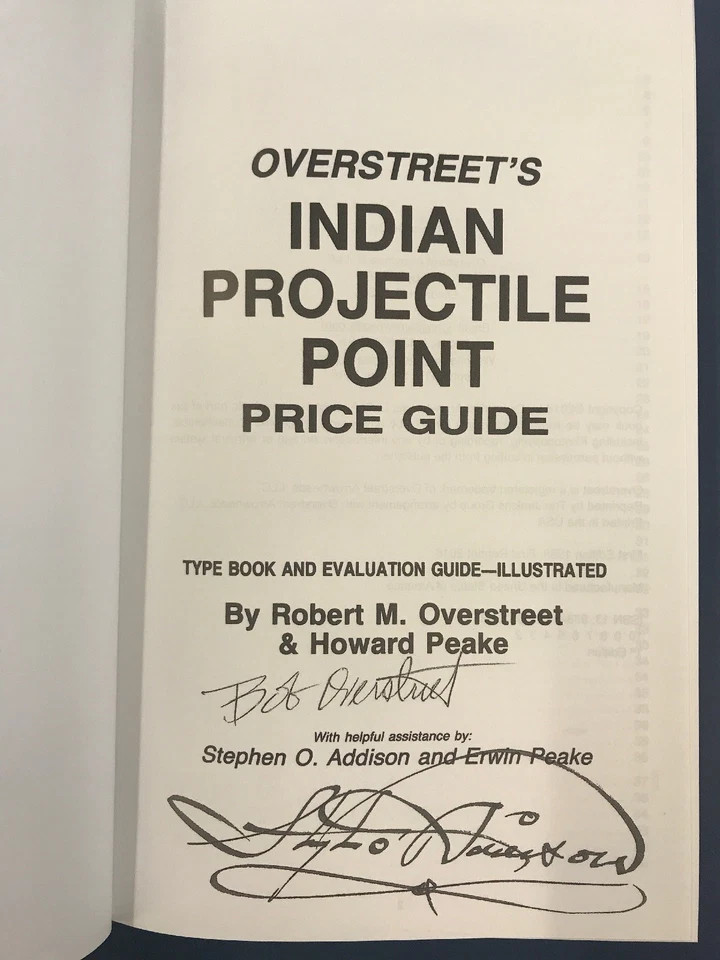 OVERSTREET'S
INDIAN
PROJECTILE
POINT
PRICE GUIDE
TYPE BOOK AND EVALUATION GUIDE—ILLUSTRATED
By Robert M. Overstreet
& Howard Peake
Bob Overstreet
With helpful assistance by:
Stephen O. Addison and Erwin Peake